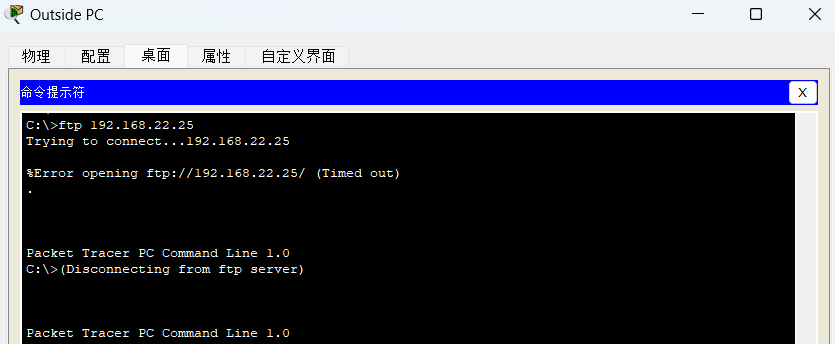 Outside PC
物理 配置 桌面 属性 自定义界面
命令提示符 X
C:\>ftp 192.168.22.25
Trying to connect...192.168.22.25
%Error opening ftp://192.168.22.25/ (Timed out)
.
Packet Tracer PC Command Line 1.0
C:\>(Disconnecting from ftp server)
Packet Tracer PC Command Line 1.0